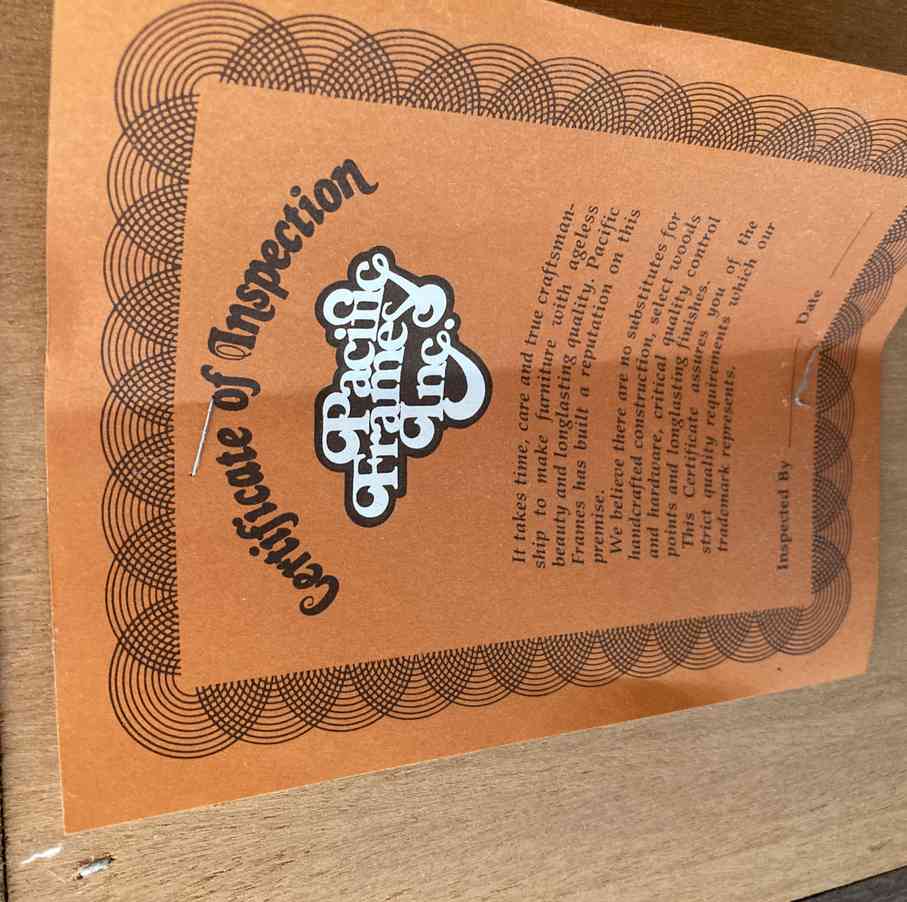 Certificate of Inspection
Pacific
Frames
Inc.
It takes time, care and true craftsman-
ship to make furniture with ageless
beauty and longlasting quality. Pacific
Frames has built a reputation on this
premise.
We believe there are no substitutes for
handcrafted construction, select woods
and hardware, critical quality control
points and longlasting finishes.
This Certificate assures you of the
strict quality requirements which our
trademark represents.
Inspected By Date